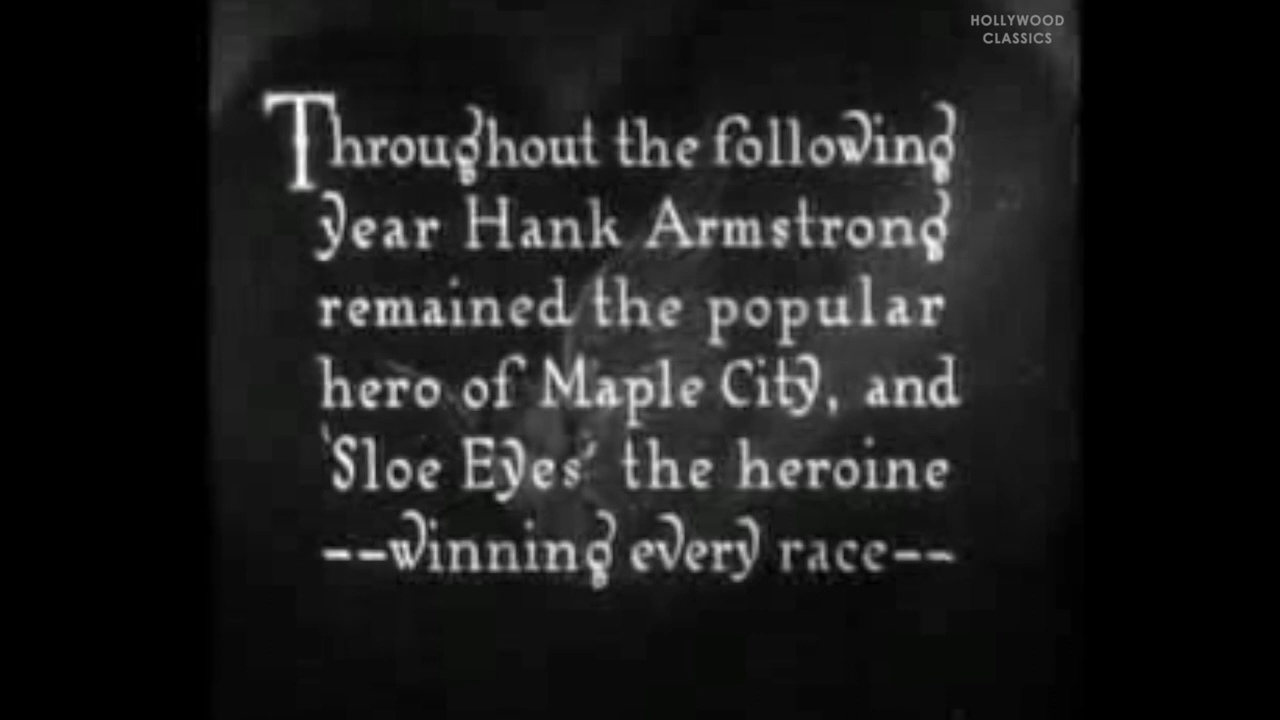 HOLLYWOOD
CLASSICS
Throughout the following
year Hank Armstrong
remained the popular
hero of Maple City, and
'Sloe Eyes' the heroine
--winning every race--